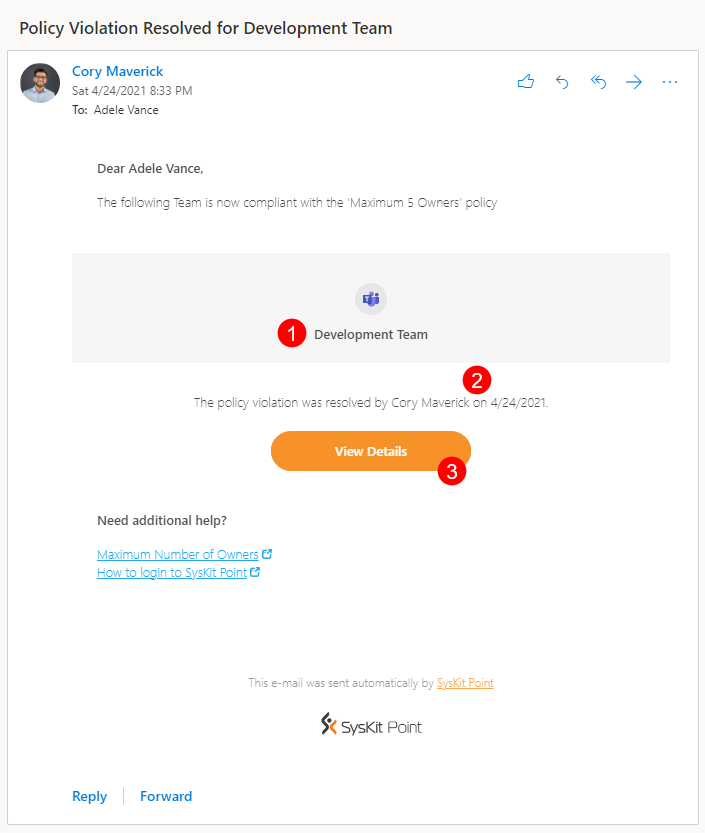 Policy Violation Resolved for Development Team
Cory Maverick
Sat 4/24/2021 8:33 PM
To: Adele Vance
Dear Adele Vance,
The following Team is now compliant with the 'Maximum 5 Owners' policy
1 Development Team
2
The policy violation was resolved by Cory Maverick on 4/24/2021.
View Details
3
Need additional help?
Maximum Number of Owners
How to login to SysKit Point
This e-mail was sent automatically by SysKit Point
SysKit Point
Reply Forward